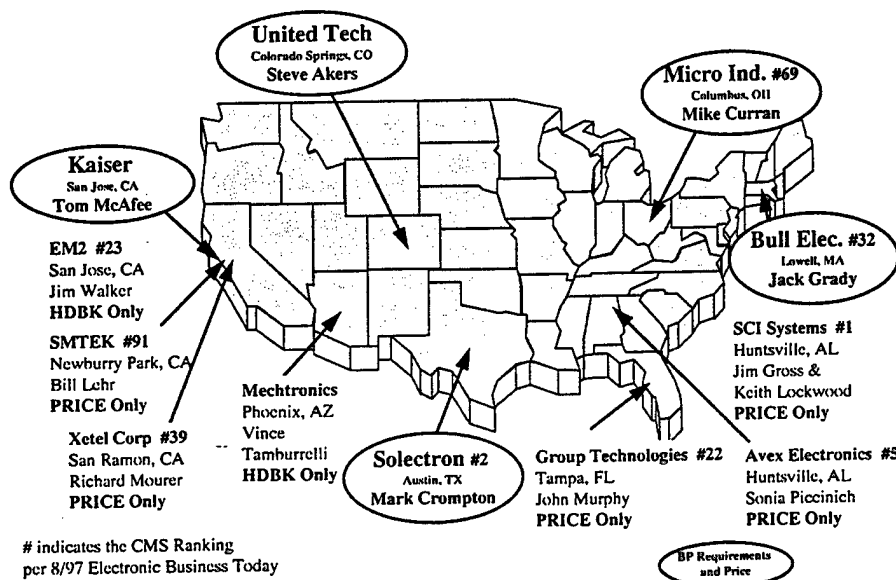 United Tech
Colorado Springs, CO
Steve Akers
Micro Ind. #69
Columbus, OH
Mike Curran
Kaiser
San Jose, CA
Tom McAfee
Bull Elec. #32
Lowell, MA
Jack Grady
EM2 #23
San Jose, CA
Jim Walker
HDBK Only
SMTEK #91
Newburry Park, CA
Bill Lehr
PRICE Only
Xetel Corp #39
San Ramon, CA
Richard Mourer
PRICE Only
Mechtronics
Phoenix, AZ
Vince
Tamburrelli
HDBK Only
Solectron #2
Austin, TX
Mark Crompton
Group Technologies #22
Tampa, FL
John Murphy
PRICE Only
SCI Systems #1
Huntsville, AL
Jim Gross &
Keith Lockwood
PRICE Only
Avex Electronics #5
Huntsville, AL
Sonia Piccinich
PRICE Only
# indicates the CMS Ranking
per 8/97 Electronic Business Today
BP Requirements
and Price